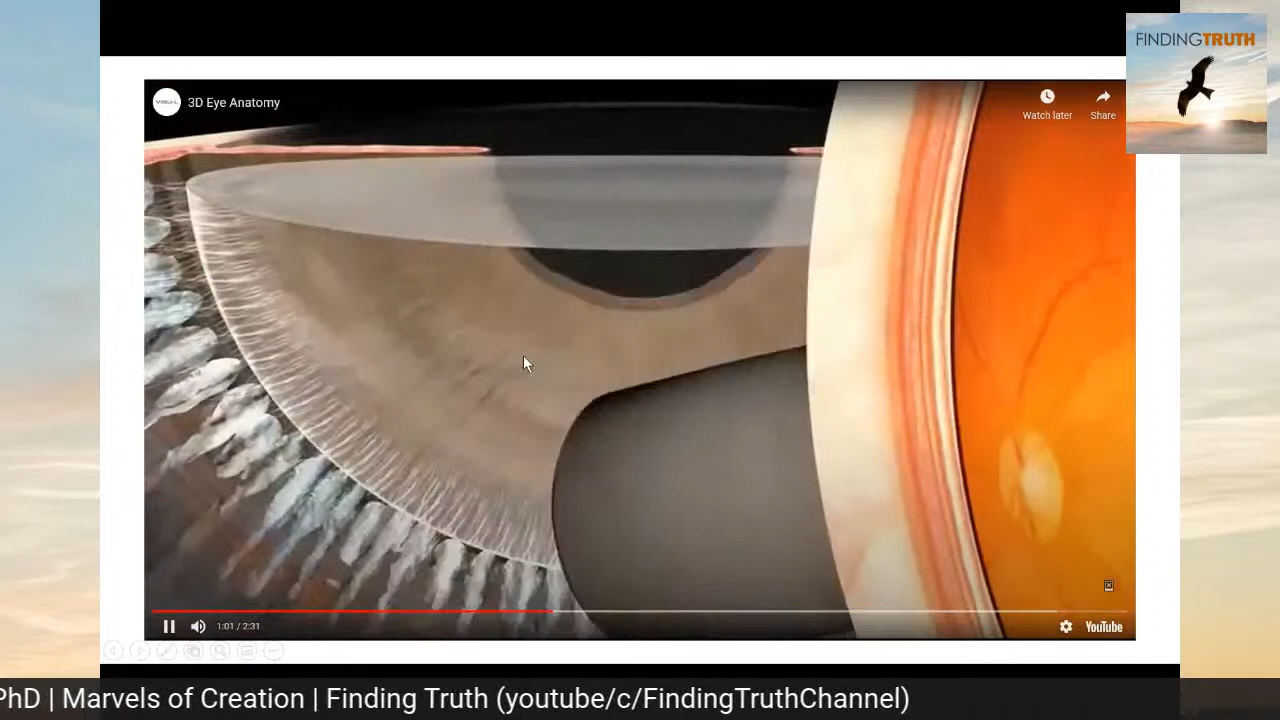 FINDINGTRUTH
3D Eye Anatomy
Watch later
Share
1:01 / 2:31
YouTube
PhD | Marvels of Creation | Finding Truth (youtube/c/FindingTruthChannel)